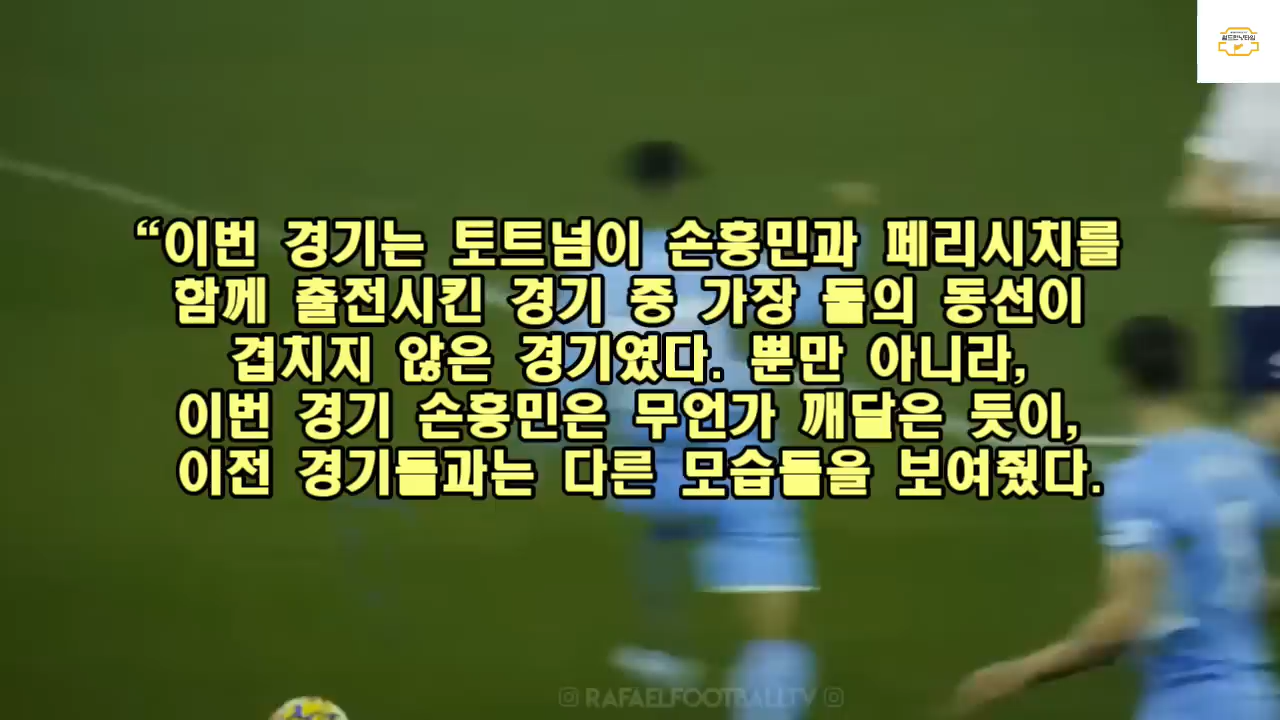 “이번 경기는 토트넘이 손흥민과 페리시치를
함께 출전시킨 경기 중 가장 둘의 동선이
겹치지 않은 경기였다. 뿐만 아니라,
이번 경기 손흥민은 무언가 깨달은 듯이,
이전 경기들과는 다른 모습들을 보여줬다.
RAFAELFOOTBALLTV